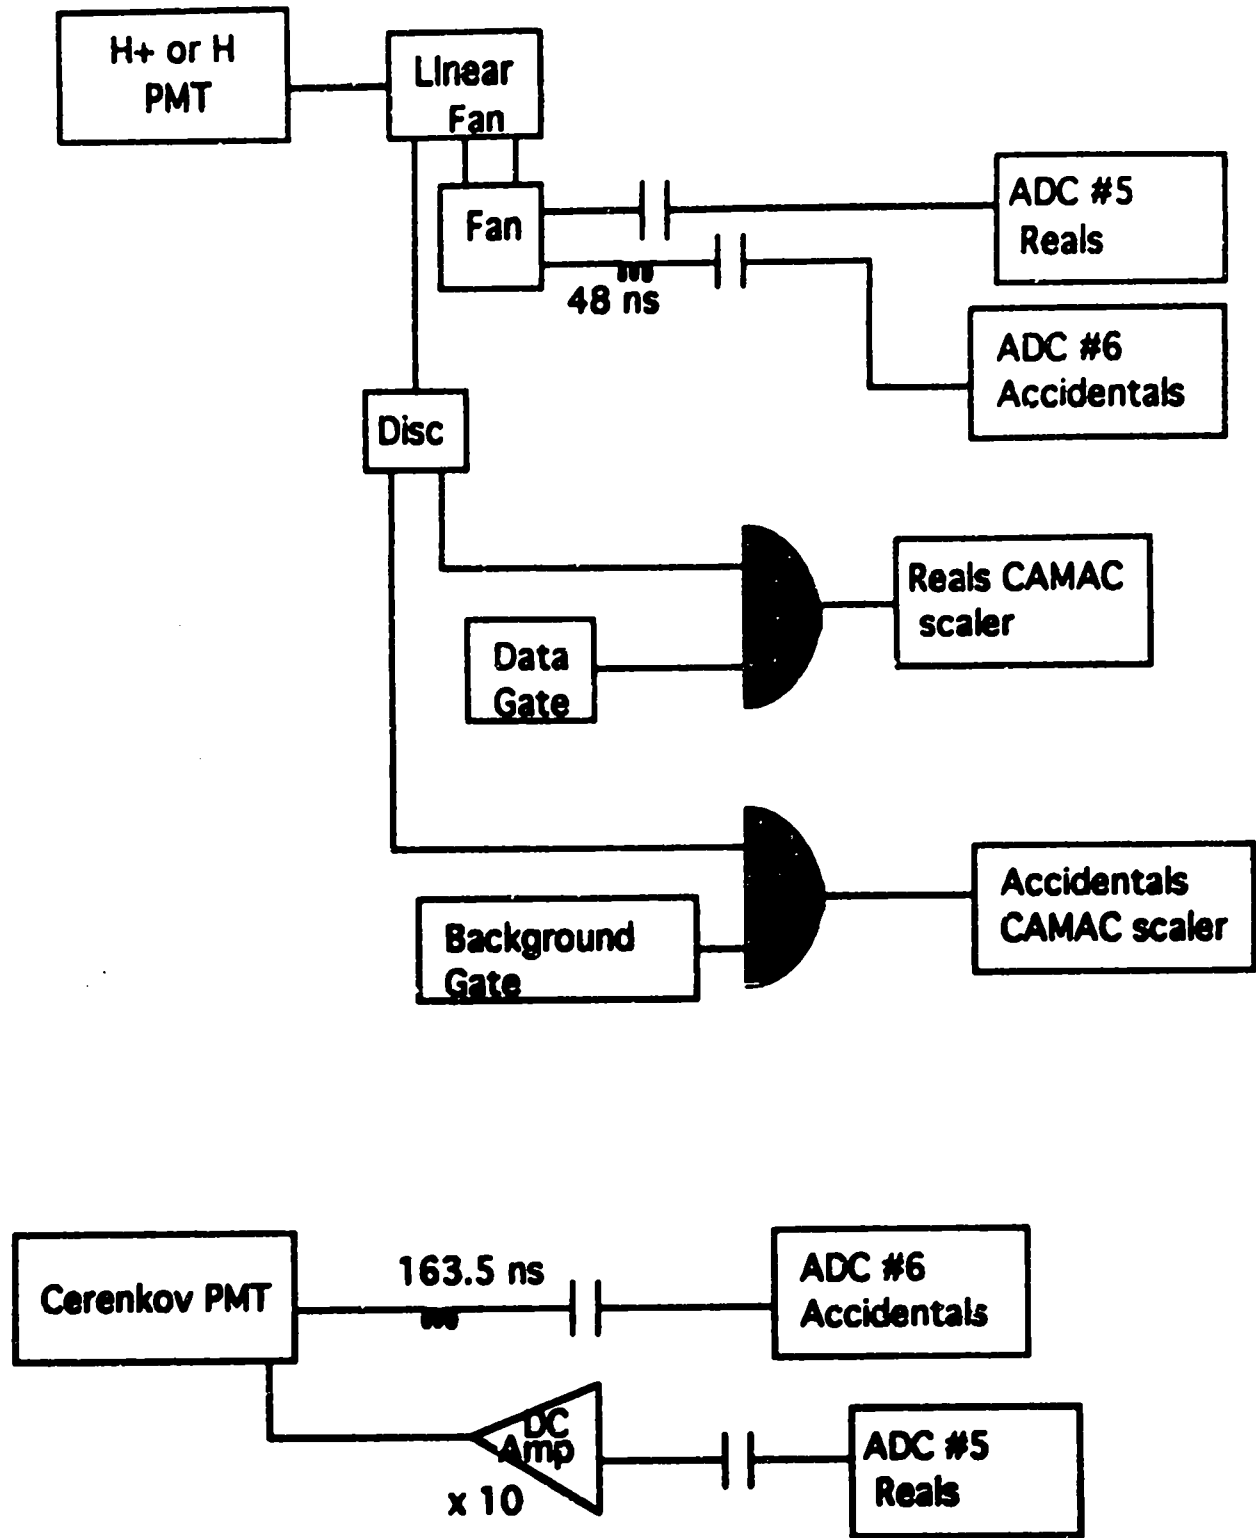 H+ or H
PMT
Linear
Fan
Fan
48 ns
ADC #5
Reals
ADC #6
Accidentals
Disc
Reals CAMAC
scaler
Data
Gate
Accidentals
CAMAC scaler
Background
Gate
Cerenkov PMT
163.5 ns
ADC #6
Accidentals
DC
Amp
x 10
ADC #5
Reals